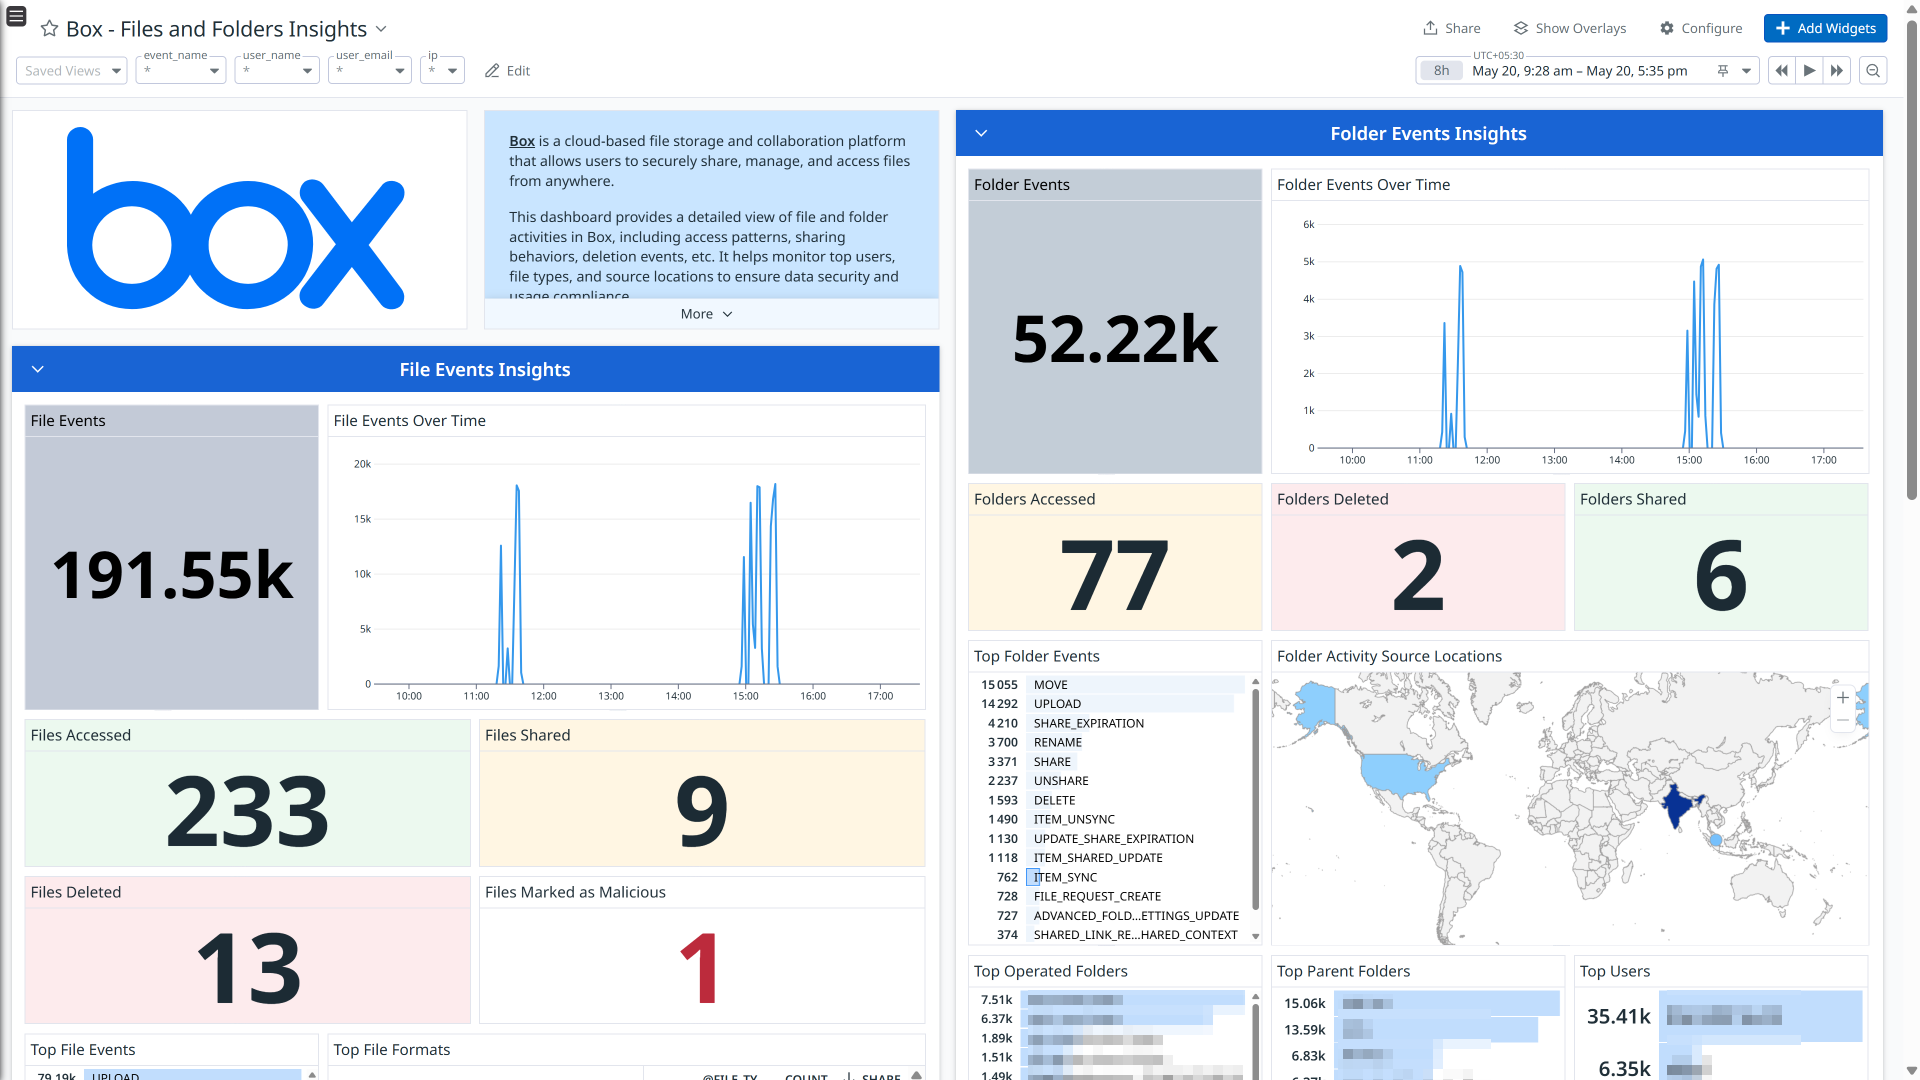 Box - Files and Folders Insights
Share
Show Overlays
Configure
Add Widgets
Saved Views
event_name
*
user_name
*
user_email
*
ip
*
Edit
UTC+05:30
8h
May 20, 9:28 am – May 20, 5:35 pm
box
Box is a cloud-based file storage and collaboration platform
that allows users to securely share, manage, and access files
from anywhere.
This dashboard provides a detailed view of file and folder
activities in Box, including access patterns, sharing
behaviors, deletion events, etc. It helps monitor top users,
file types, and source locations to ensure data security and
usage compliance
More
File Events Insights
File Events
191.55k
File Events Over Time
20k
15k
10k
5k
0
10:00 11:00 12:00 13:00 14:00 15:00 16:00 17:00
Files Accessed
233
Files Shared
9
Files Deleted
13
Files Marked as Malicious
1
Top File Events
79.19k UPLOAD
Top File Formats
@FILE_TY... COUNT SHARE
Folder Events Insights
Folder Events
52.22k
Folder Events Over Time
6k
5k
4k
3k
2k
1k
0
10:00 11:00 12:00 13:00 14:00 15:00 16:00 17:00
Folders Accessed
77
Folders Deleted
2
Folders Shared
6
Top Folder Events
15 055 MOVE
14 292 UPLOAD
4 210 SHARE_EXPIRATION
3 700 RENAME
3 371 SHARE
2 237 UNSHARE
1 593 DELETE
1 490 ITEM_UNSYNC
1 130 UPDATE_SHARE_EXPIRATION
1 118 ITEM_SHARED_UPDATE
762 ITEM_SYNC
728 FILE_REQUEST_CREATE
727 ADVANCED_FOLD...ETTINGS_UPDATE
374 SHARED_LINK_RE...HARED_CONTEXT
Folder Activity Source Locations
+
−
Top Operated Folders
7.51k
6.37k
1.89k
1.51k
1.49k
Top Parent Folders
15.06k
13.59k
6.83k
6.37k
Top Users
35.41k
6.35k